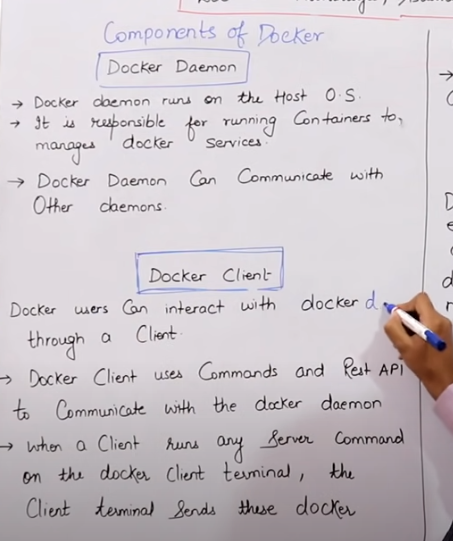 Components of Docker
Docker Daemon
→ Docker daemon runs on the Host O.S.
→ It is responsible for running Containers to,
manages docker Services.
→ Docker Daemon Can Communicate with
Other daemons.
Docker Client
Docker users Can interact with docker d
through a Client.
→ Docker Client uses Commands and Rest API
to Communicate with the docker daemon
→ when a Client runs any Server Command
on the docker Client terminal, the
Client terminal Sends these docker